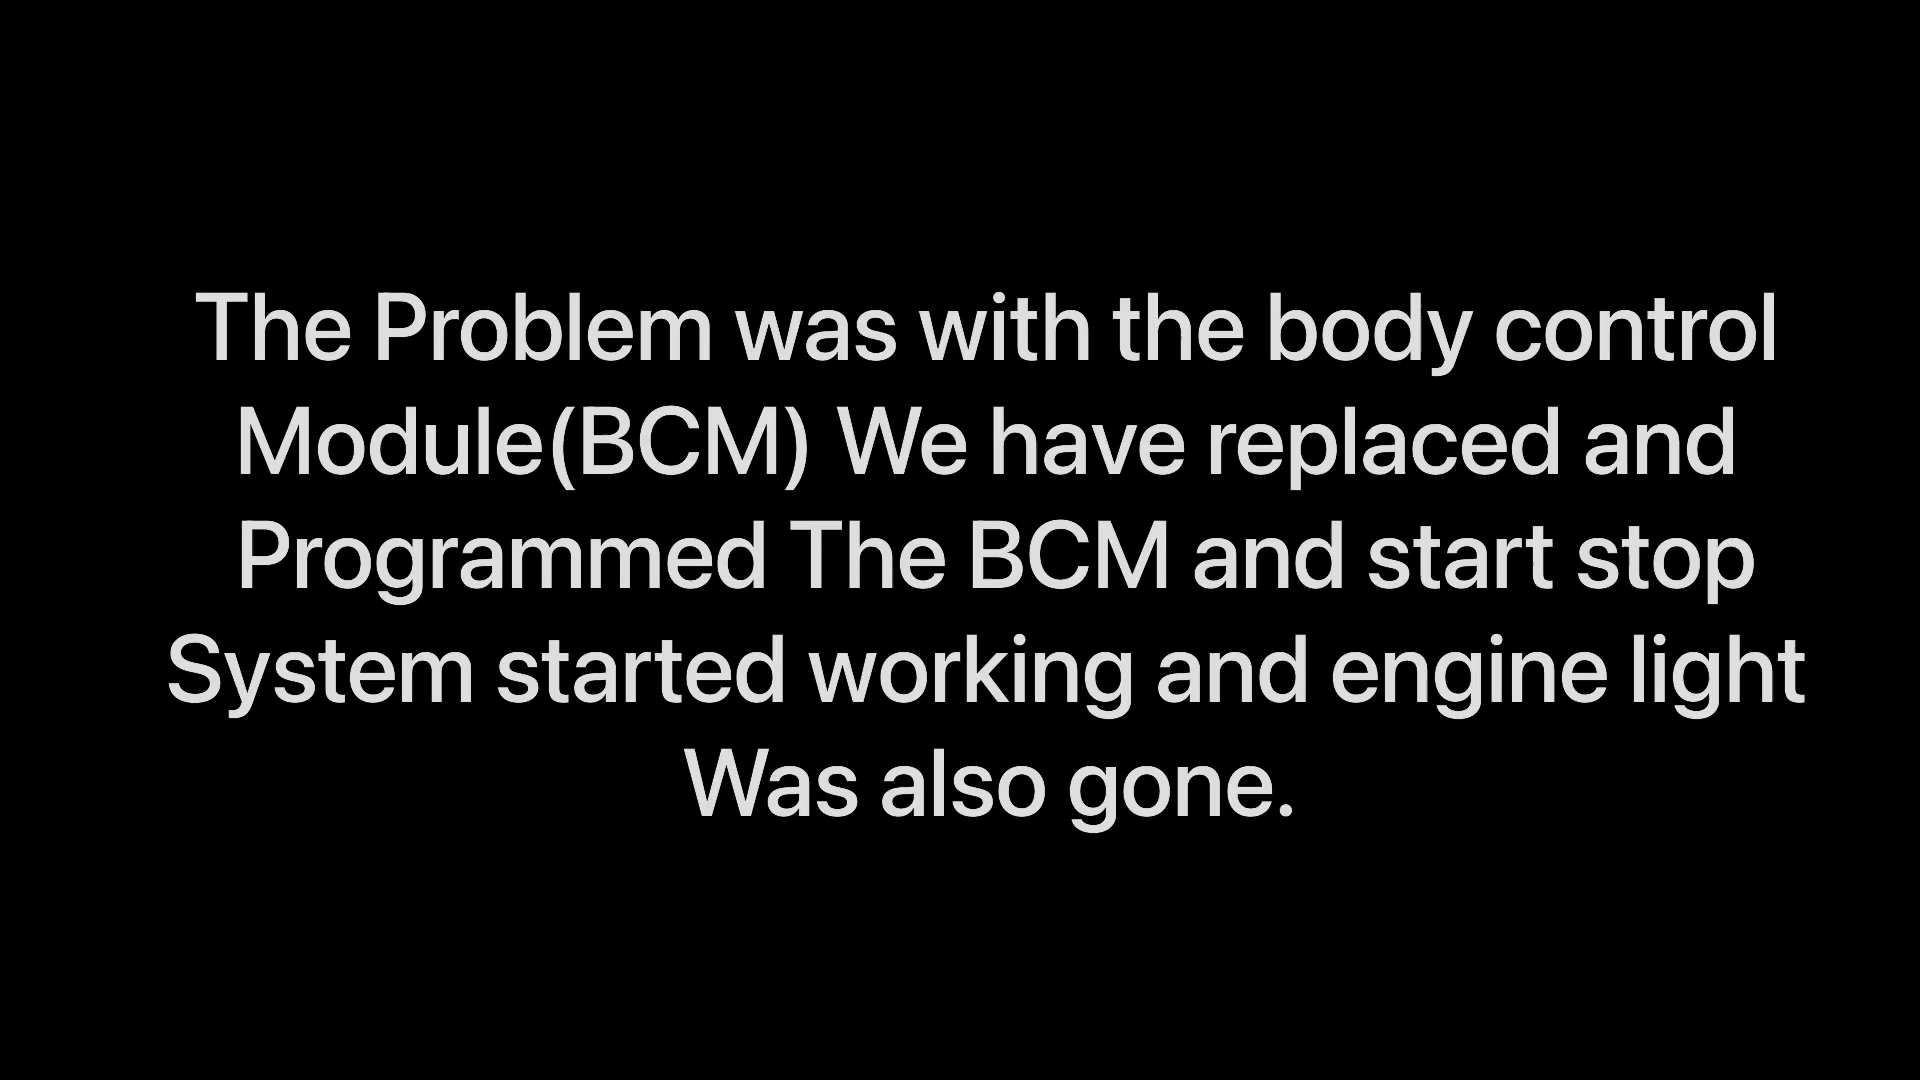 The Problem was with the body control
Module(BCM) We have replaced and
Programmed The BCM and start stop
System started working and engine light
Was also gone.